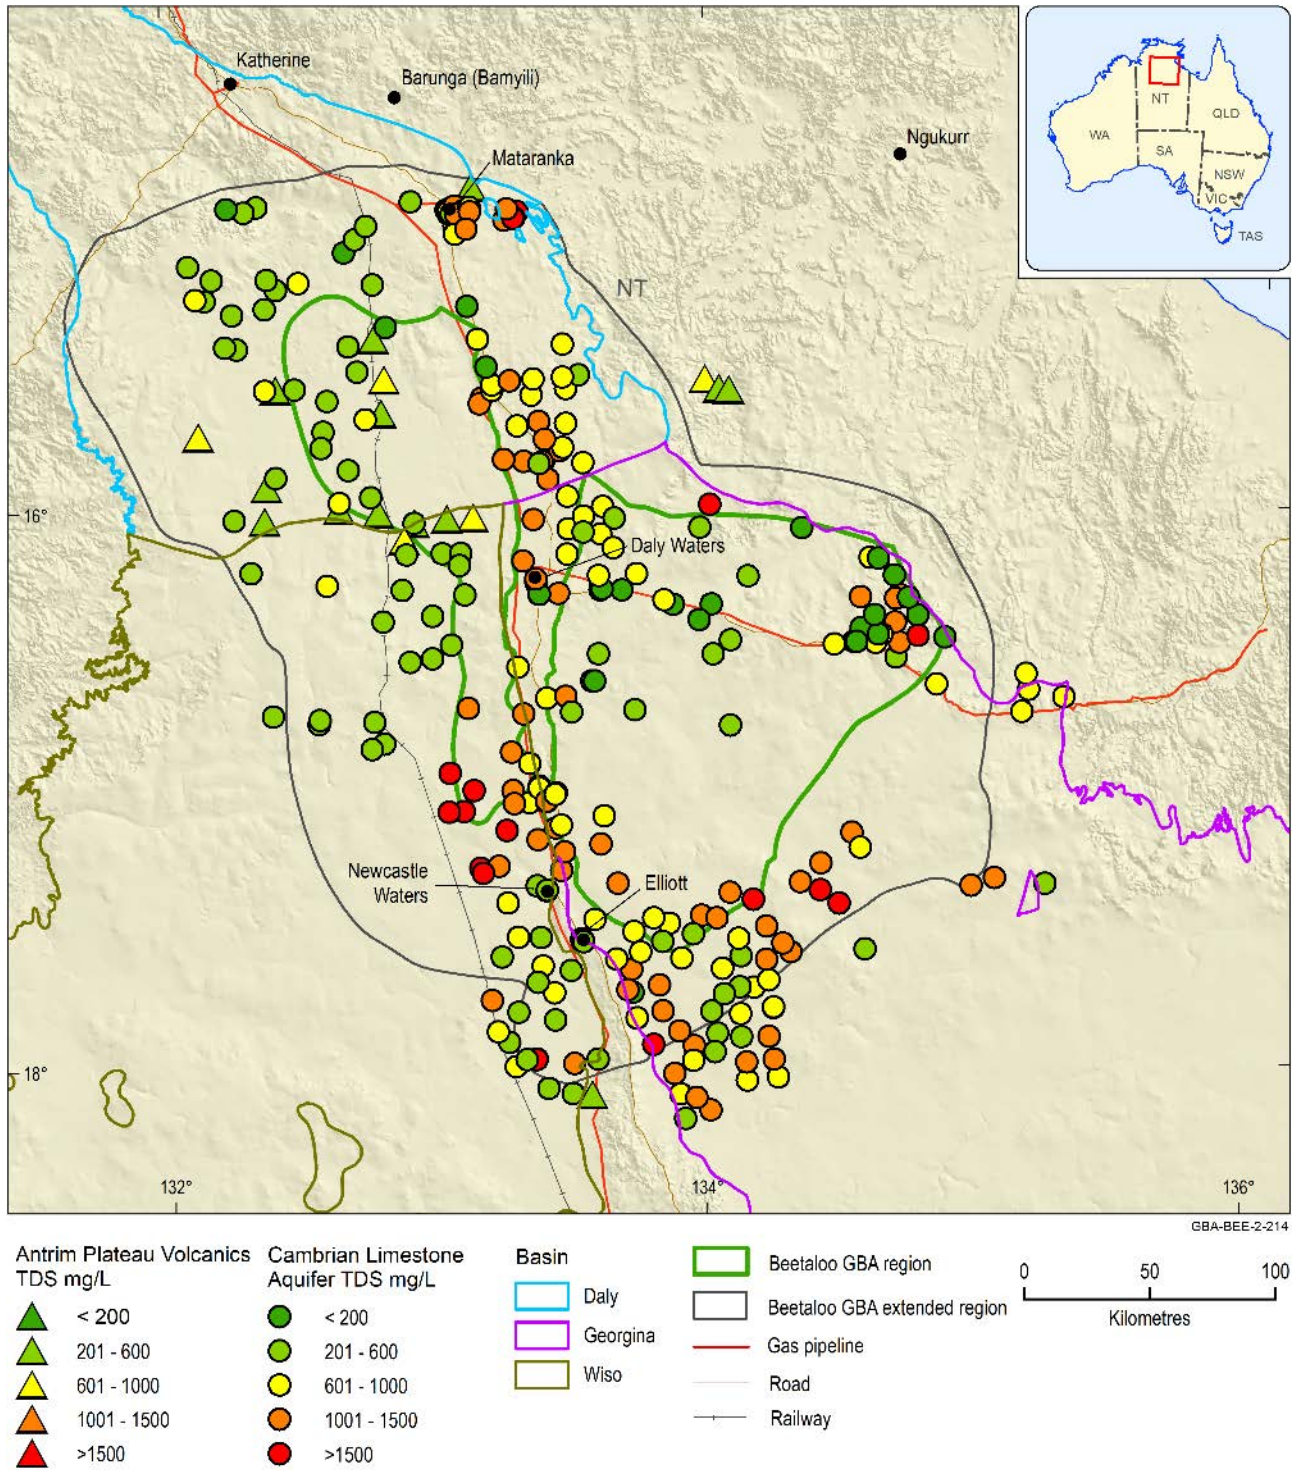 Katherine
Barunga (Bamyili)
Ngukurr
Mataranka
NT
WA
NT
QLD
SA
NSW
VIC
TAS
16°
Daly Waters
Newcastle
Waters
Elliott
18°
132°
134°
136°
GBA-BEE-2-214
Antrim Plateau Volcanics
TDS mg/L
< 200
201 - 600
601 - 1000
1001 - 1500
>1500
Cambrian Limestone
Aquifer TDS mg/L
< 200
201 - 600
601 - 1000
1001 - 1500
>1500
Basin
Daly
Georgina
Wiso
Beetaloo GBA region
Beetaloo GBA extended region
Gas pipeline
Road
Railway
0 50 100
Kilometres